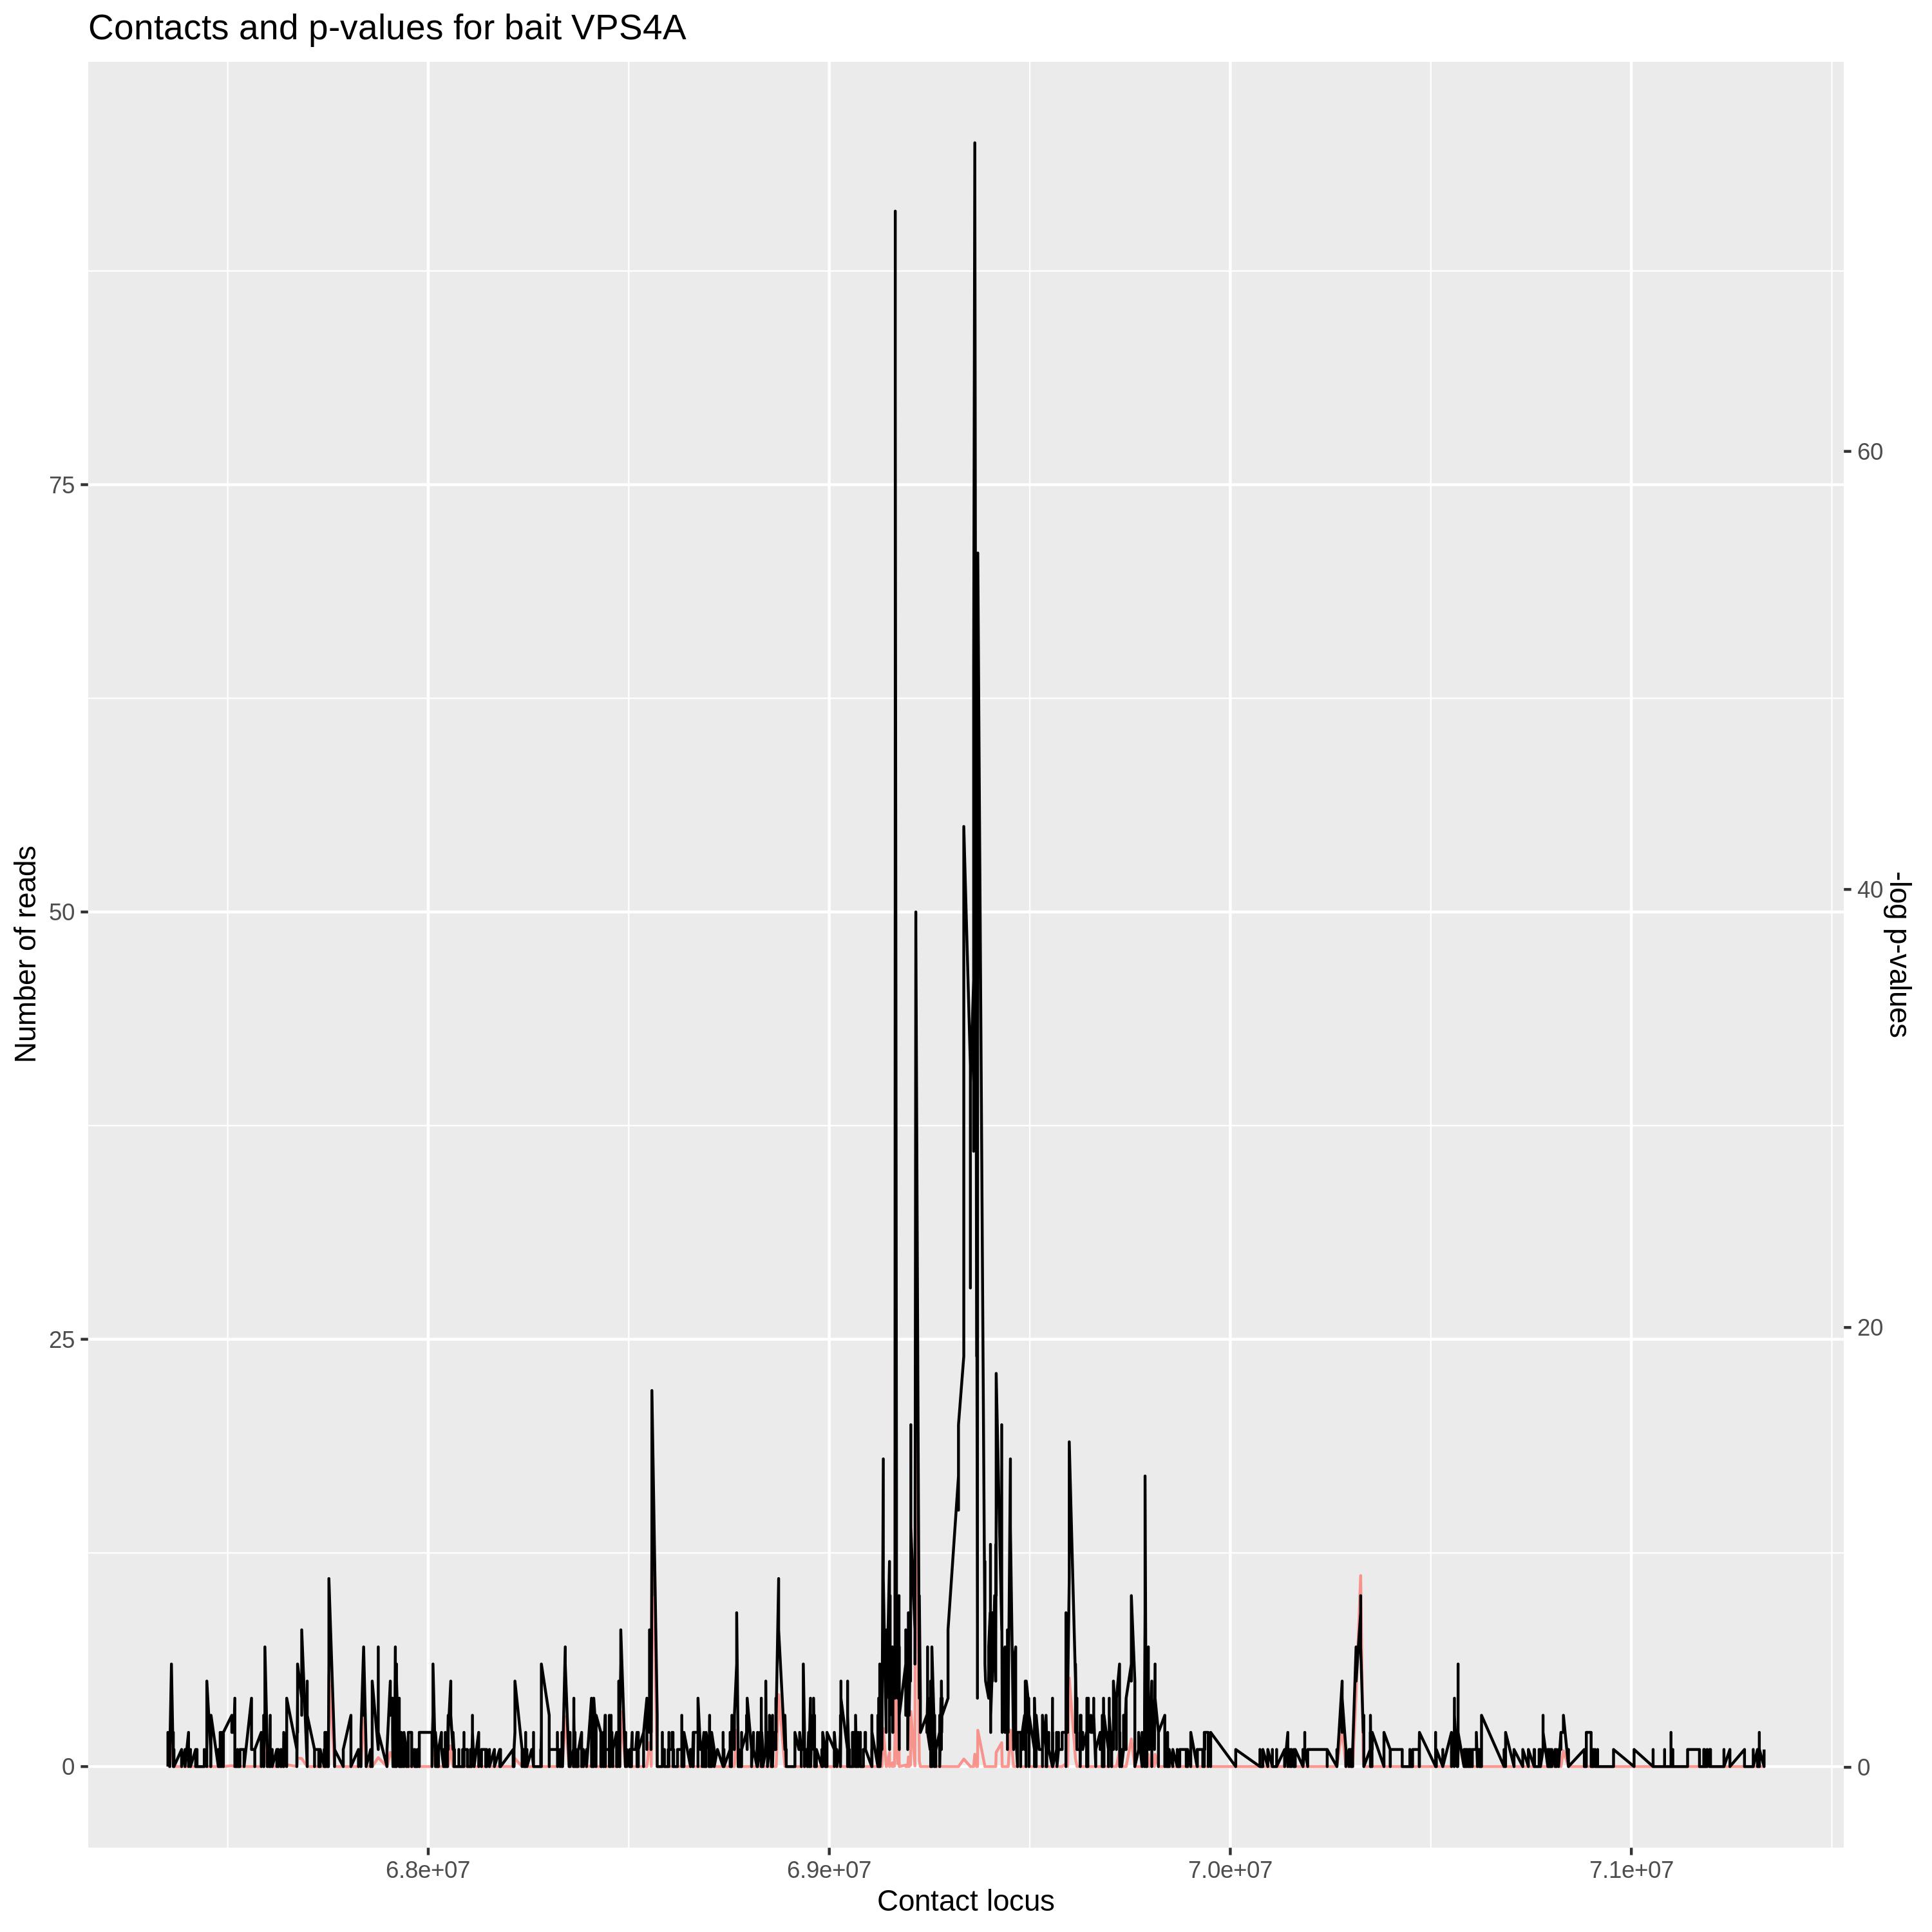 Contacts and p-values for bait VPS4A
Number of reads
75
50
25
0
60
40
20
0
-log p-values
6.8e+07 6.9e+07 7.0e+07 7.1e+07
Contact locus